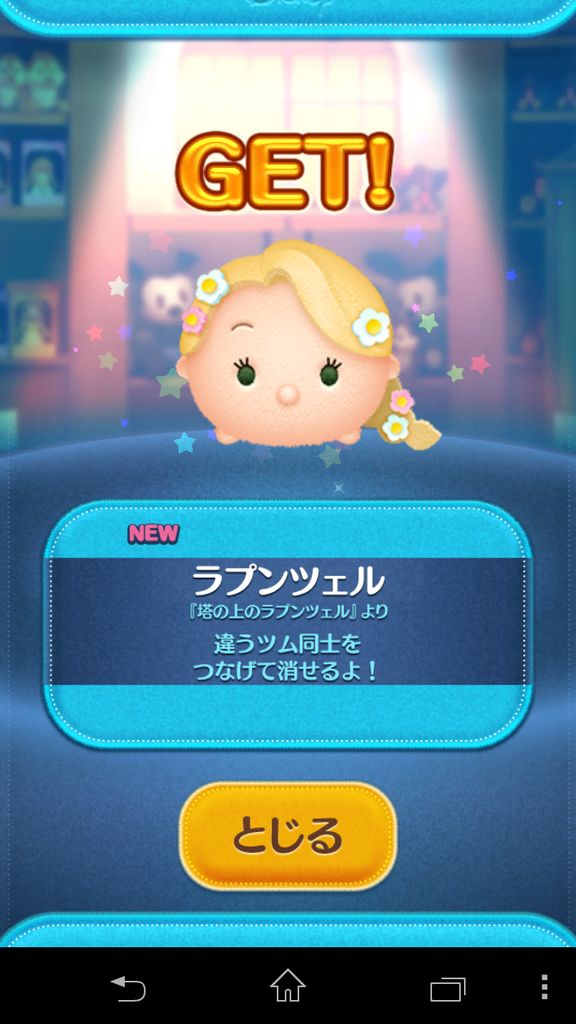 GET!
NEW
ラプンツェル
『塔の上のラプンツェル』より
違うツム同士を
つなげて消せるよ！
とじる